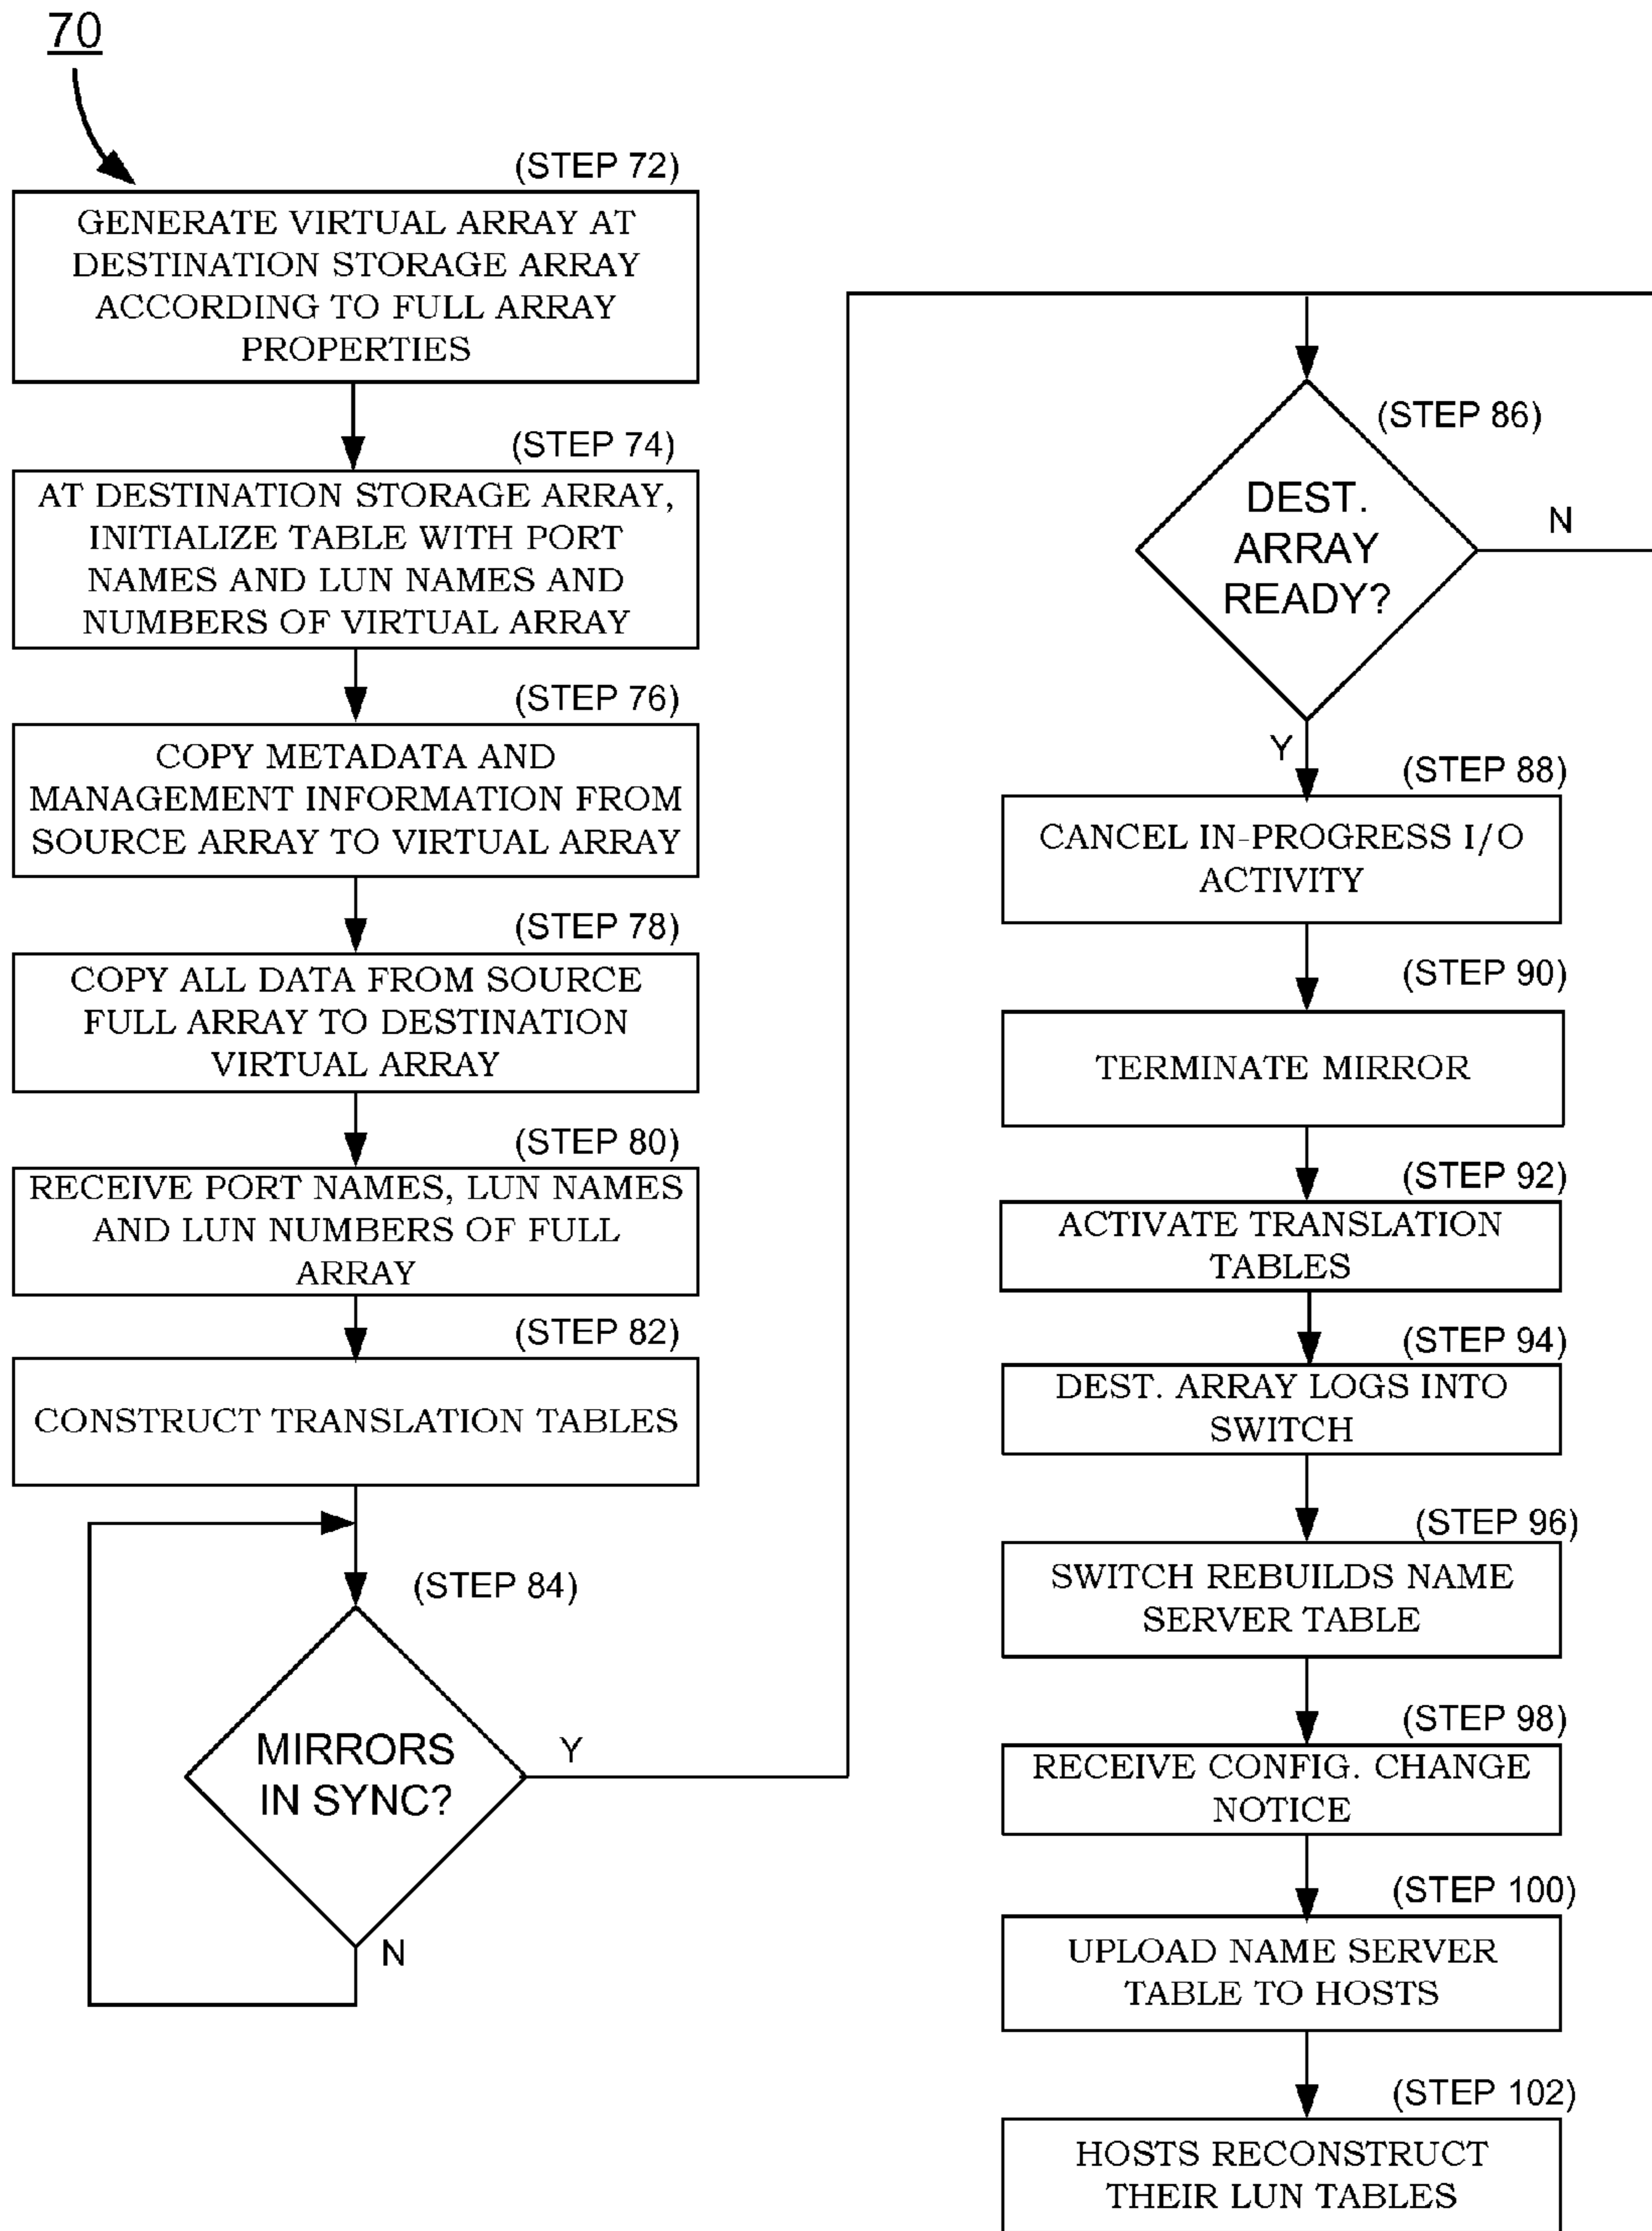 70
(STEP 72)
GENERATE VIRTUAL ARRAY AT
DESTINATION STORAGE ARRAY
ACCORDING TO FULL ARRAY
PROPERTIES
(STEP 74)
AT DESTINATION STORAGE ARRAY,
INITIALIZE TABLE WITH PORT
NAMES AND LUN NAMES AND
NUMBERS OF VIRTUAL ARRAY
(STEP 76)
COPY METADATA AND
MANAGEMENT INFORMATION FROM
SOURCE ARRAY TO VIRTUAL ARRAY
(STEP 78)
COPY ALL DATA FROM SOURCE
FULL ARRAY TO DESTINATION
VIRTUAL ARRAY
(STEP 80)
RECEIVE PORT NAMES, LUN NAMES
AND LUN NUMBERS OF FULL
ARRAY
(STEP 82)
CONSTRUCT TRANSLATION TABLES
(STEP 84)
MIRRORS
IN SYNC?
Y
N
(STEP 86)
DEST.
ARRAY
READY?
N
Y
(STEP 88)
CANCEL IN-PROGRESS I/O
ACTIVITY
(STEP 90)
TERMINATE MIRROR
(STEP 92)
ACTIVATE TRANSLATION
TABLES
(STEP 94)
DEST. ARRAY LOGS INTO
SWITCH
(STEP 96)
SWITCH REBUILDS NAME
SERVER TABLE
(STEP 98)
RECEIVE CONFIG. CHANGE
NOTICE
(STEP 100)
UPLOAD NAME SERVER
TABLE TO HOSTS
(STEP 102)
HOSTS RECONSTRUCT
THEIR LUN TABLES